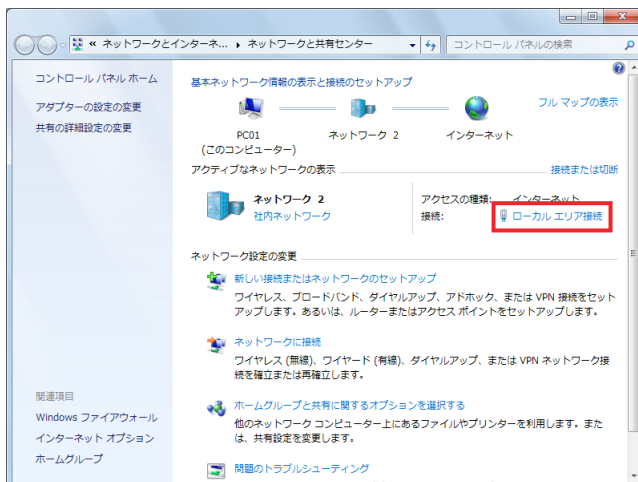 « ネットワークとインターネ... ▸ ネットワークと共有センター
コントロール パネルの検索
コントロール パネル ホーム
アダプターの設定の変更
共有の詳細設定の変更
基本ネットワーク情報の表示と接続のセットアップ
フル マップの表示
PC01
(このコンピューター)
ネットワーク 2
インターネット
アクティブなネットワークの表示
接続または切断
ネットワーク 2
社内ネットワーク
アクセスの種類: インターネット
接続: ローカル エリア接続
ネットワーク設定の変更
新しい接続またはネットワークのセットアップ
ワイヤレス、ブロードバンド、ダイヤルアップ、アドホック、または VPN 接続をセット
アップします。あるいは、ルーターまたはアクセス ポイントをセットアップします。
ネットワークに接続
ワイヤレス (無線)、ワイヤード (有線)、ダイヤルアップ、または VPN ネットワーク接
続を確立または再確立します。
ホームグループと共有に関するオプションを選択する
他のネットワーク コンピューター上にあるファイルやプリンターを利用します。また
は、共有設定を変更します。
問題のトラブルシューティング
関連項目
Windows ファイアウォール
インターネット オプション
ホームグループ